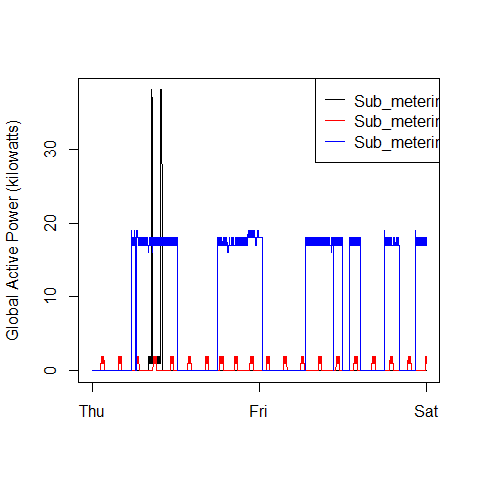 Sub_meterin
Sub_meterin
Sub_meterin
Global Active Power (kilowatts)
30
20
10
0
Thu Fri Sat